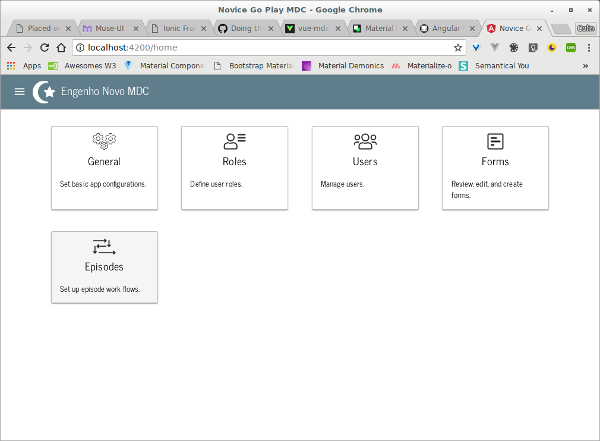 Novice Go Play MDC - Google Chrome
Placed o
Muse-UI
Ionic Fra
Doing th
vue-mdc
Material
Angular
Novice G
Colin
localhost:4200/home
Apps
Awesomes W3
Material Compone
Bootstrap Material
Material Demonics
Materialize-o
Semantical You
Engenho Novo MDC
General
Set basic app configurations.
Roles
Define user roles.
Users
Manage users.
Forms
Review, edit, and create
forms.
Episodes
Set up episode work flows.